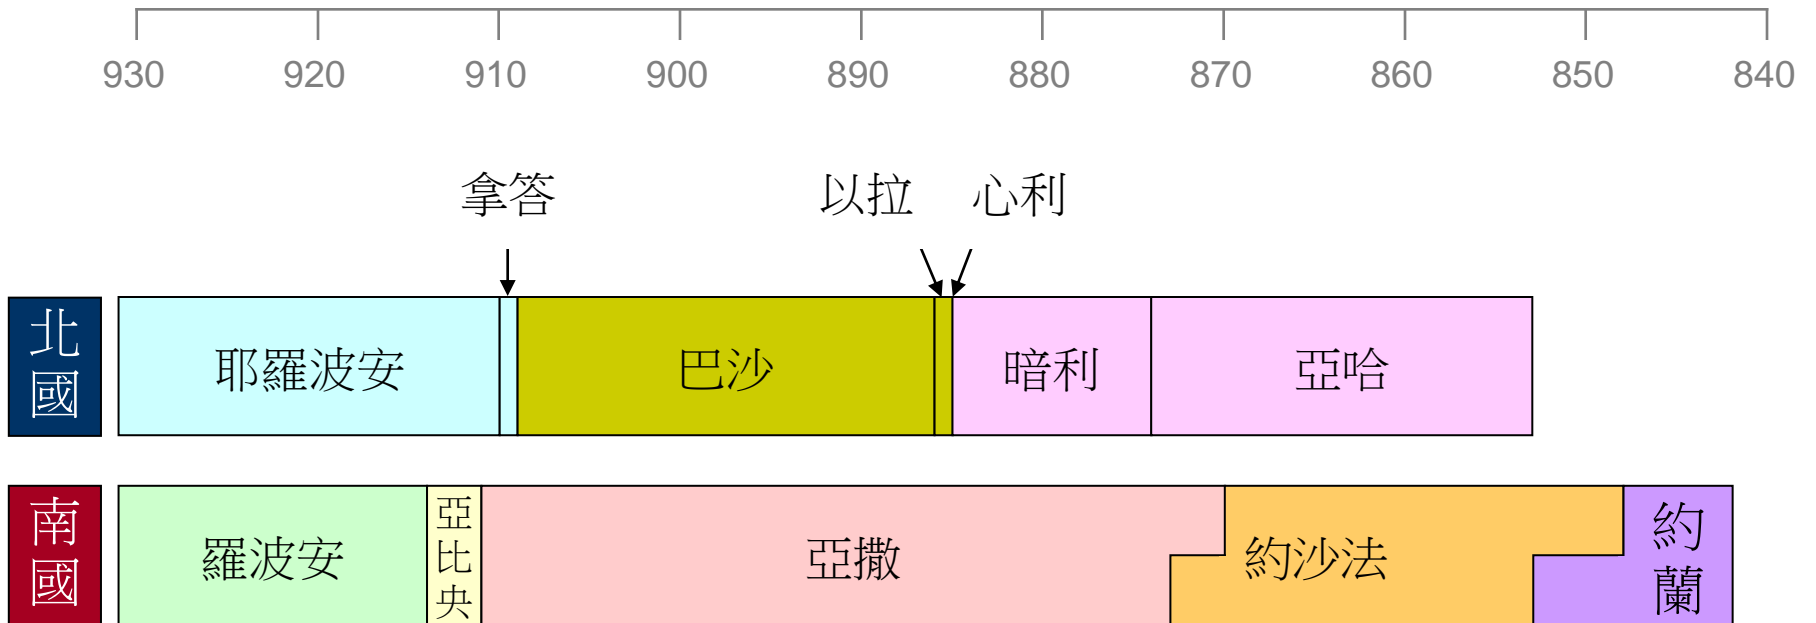 930 920 910 900 890 880 870 860 850 840
拿答 以拉 心利
北國 耶羅波安 巴沙 暗利 亞哈
南國 羅波安 亞比央 亞撒 約沙法 約蘭